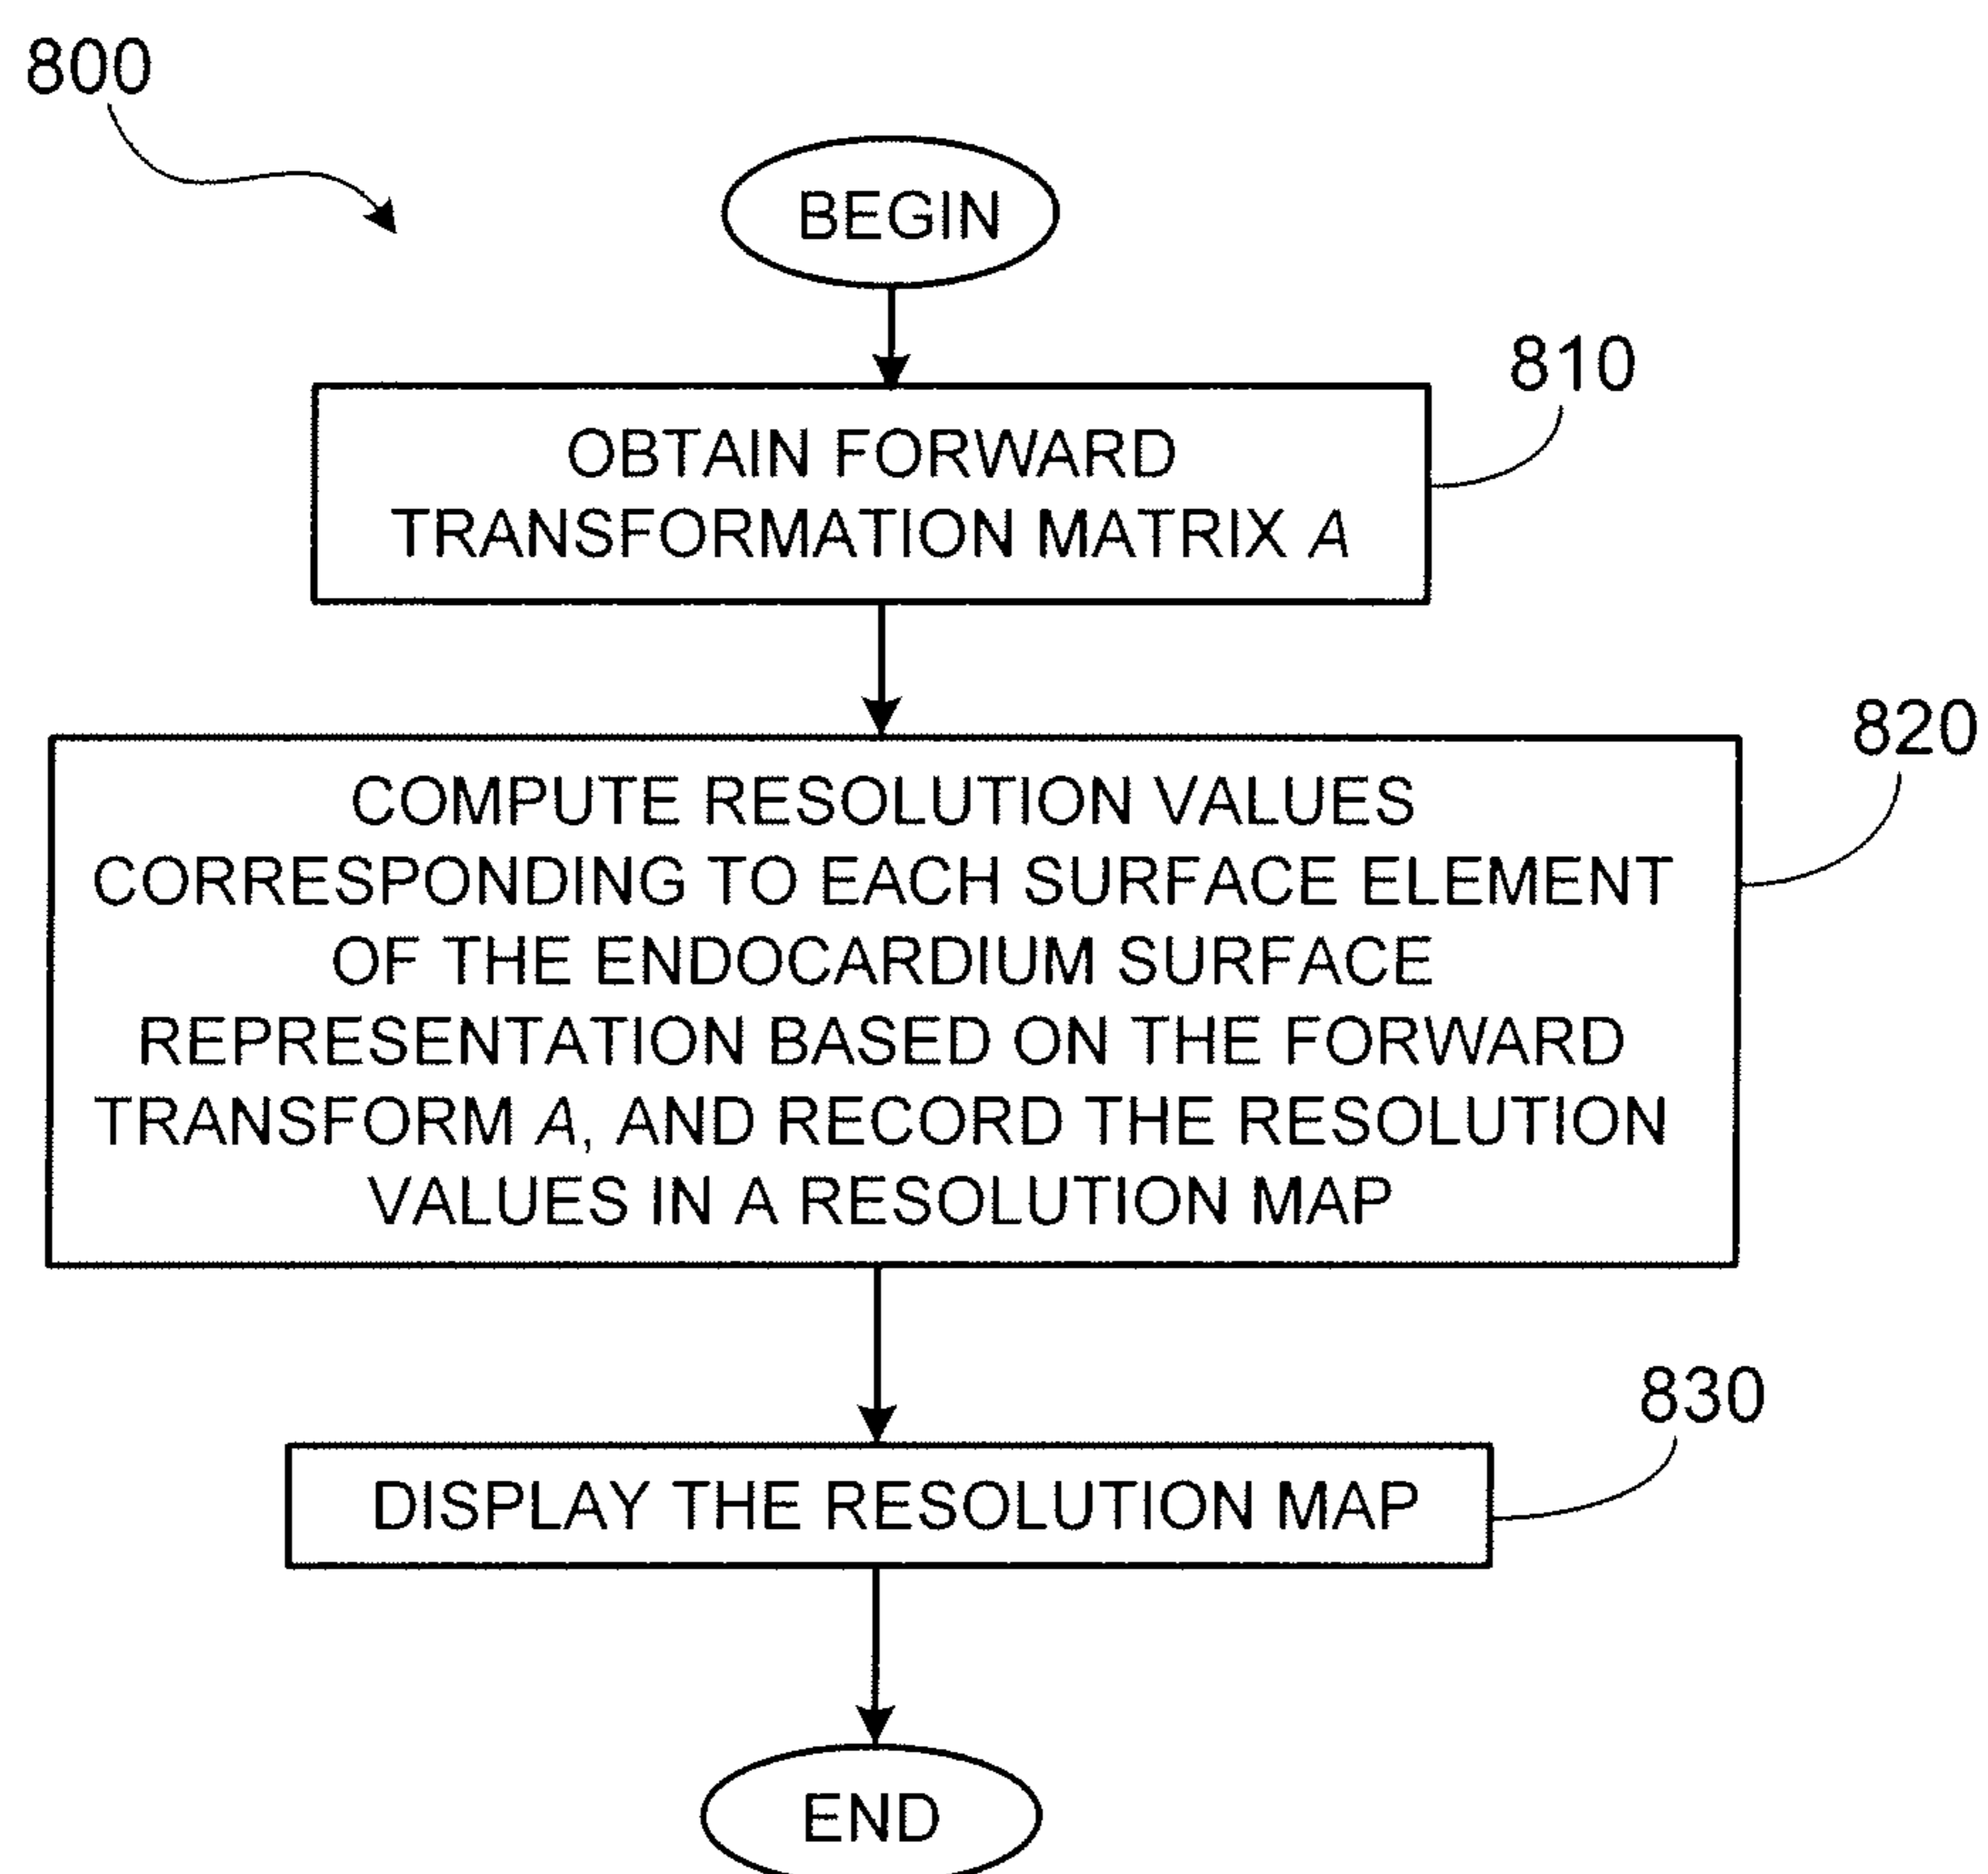 800
BEGIN
810
OBTAIN FORWARD
TRANSFORMATION MATRIX A
820
COMPUTE RESOLUTION VALUES
CORRESPONDING TO EACH SURFACE ELEMENT
OF THE ENDOCARDIUM SURFACE
REPRESENTATION BASED ON THE FORWARD
TRANSFORM A, AND RECORD THE RESOLUTION
VALUES IN A RESOLUTION MAP
830
DISPLAY THE RESOLUTION MAP
END